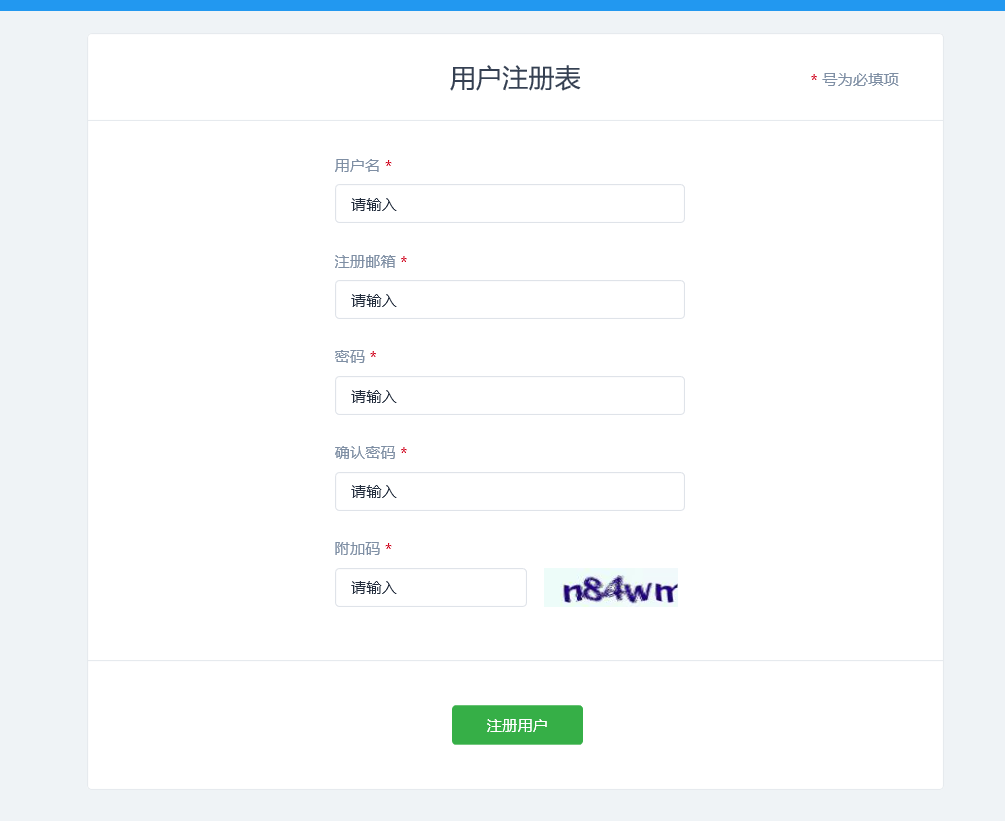 用户注册表
* 号为必填项
用户名 *
请输入
注册邮箱 *
请输入
密码 *
请输入
确认密码 *
请输入
附加码 *
请输入
注册用户